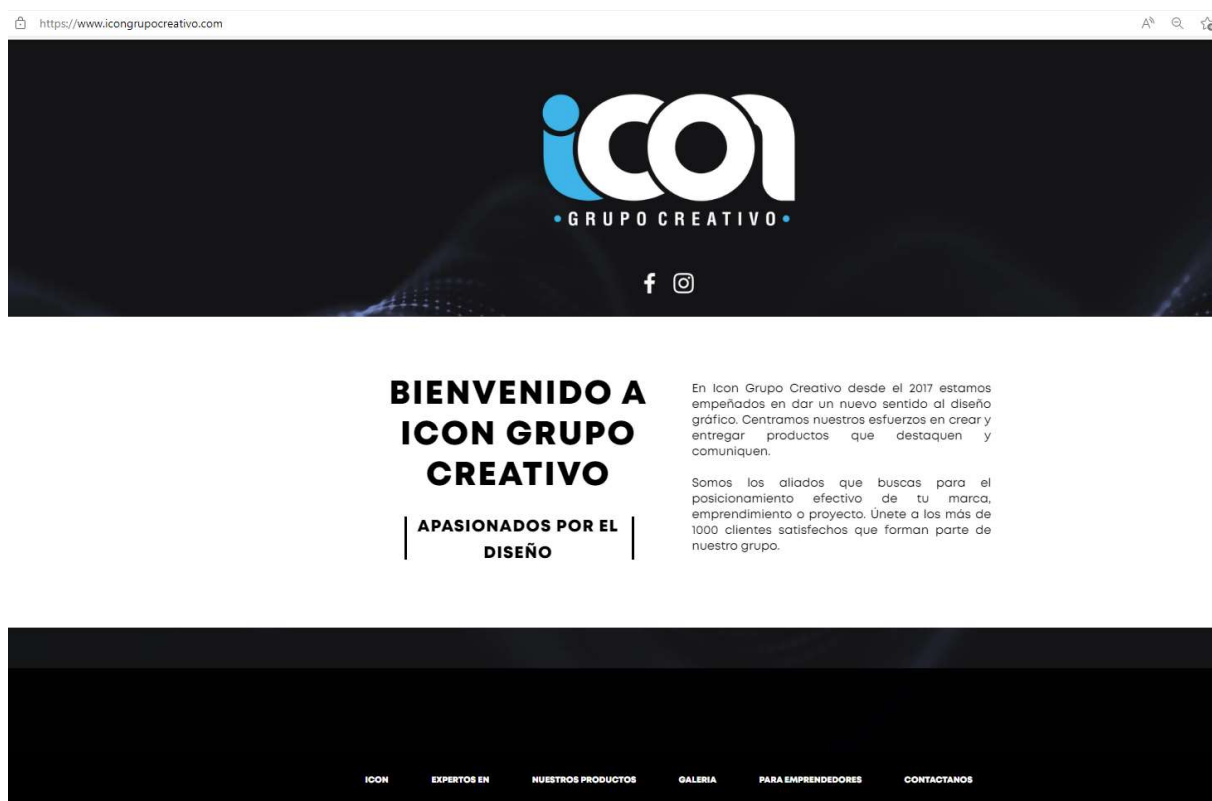 https://www.icongrupocreativo.com
icon
•GRUPO CREATIVO•
BIENVENIDO A
ICON GRUPO
CREATIVO
APASIONADOS POR EL
DISEÑO
En Icon Grupo Creativo desde el 2017 estamos
empeñados en dar un nuevo sentido al diseño
gráfico. Centramos nuestros esfuerzos en crear y
entregar productos que destaquen y
comuniquen.
Somos los aliados que buscas para el
posicionamiento efectivo de tu marca,
emprendimiento o proyecto. Únete a los más de
1000 clientes satisfechos que forman parte de
nuestro grupo.
ICON EXPERTOS EN NUESTROS PRODUCTOS GALERIA PARA EMPRENDEDORES CONTACTANOS